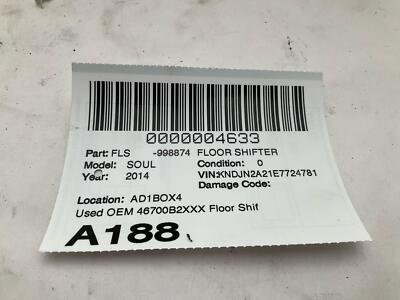 0000004633
Part: FLS -998874 FLOOR SHIFTER
Model: SOUL Condition: 0
Year: 2014 VIN:KNDJN2A21E7724781
Damage Code:
Location: AD1BOX4
Used OEM 46700B2XXX Floor Shif
A188